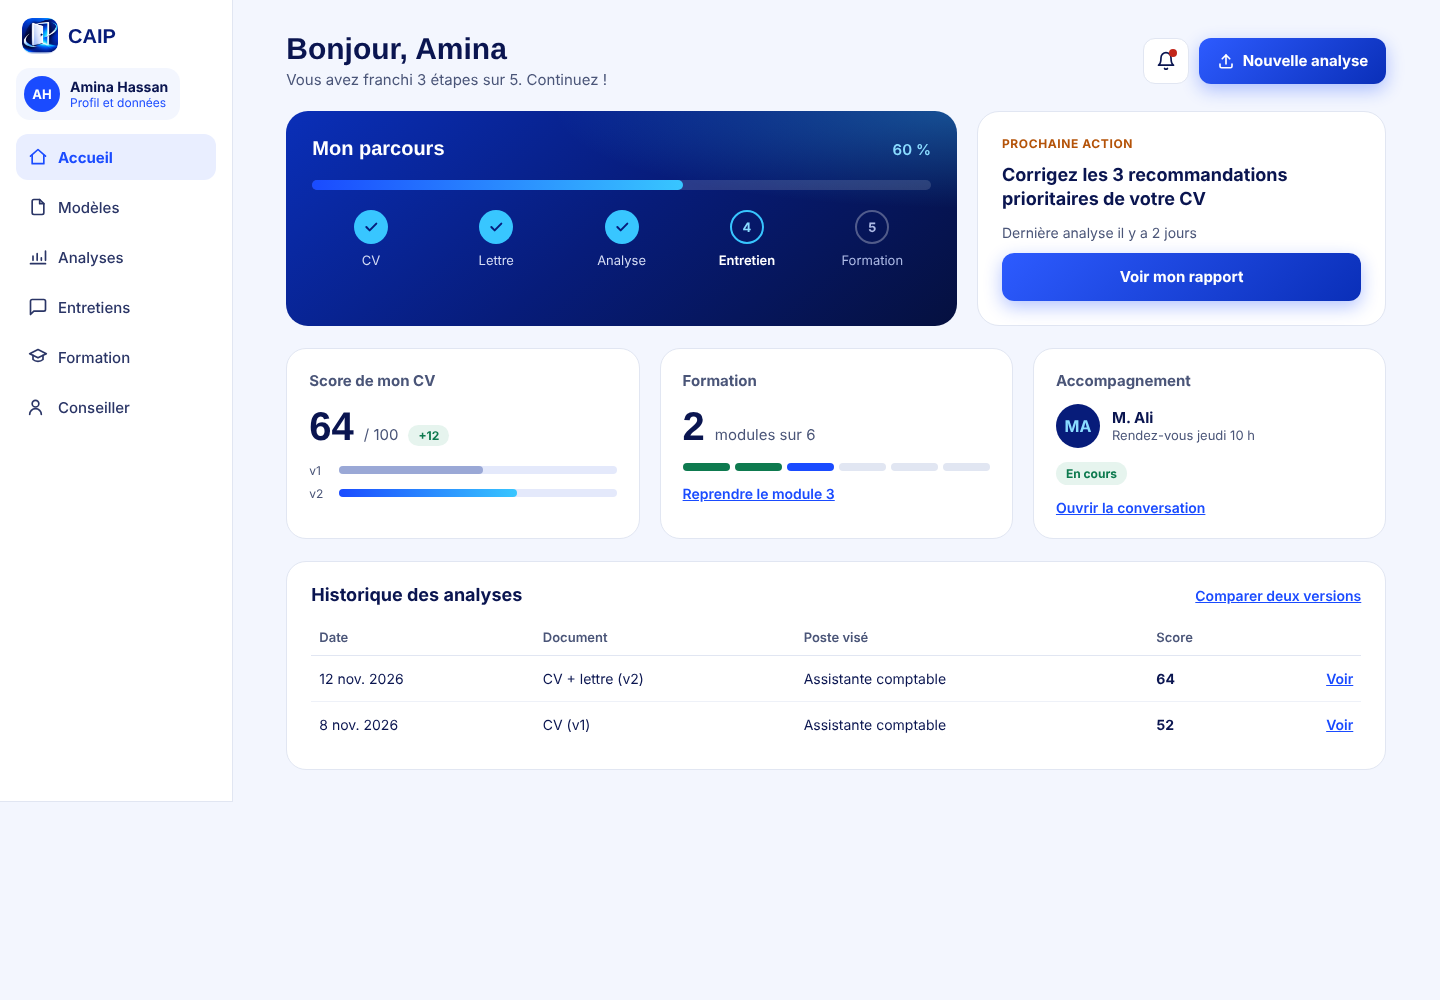 CAIP
AH
Amina Hassan
Profil et données
Accueil
Modèles
Analyses
Entretiens
Formation
Conseiller
Bonjour, Amina
Vous avez franchi 3 étapes sur 5. Continuez !
Nouvelle analyse
Mon parcours
60 %
4
5
CV
Lettre
Analyse
Entretien
Formation
PROCHAINE ACTION
Corrigez les 3 recommandations
prioritaires de votre CV
Dernière analyse il y a 2 jours
Voir mon rapport
Score de mon CV
64 / 100 +12
v1
v2
Formation
2 modules sur 6
Reprendre le module 3
Accompagnement
MA
M. Ali
Rendez-vous jeudi 10 h
En cours
Ouvrir la conversation
Historique des analyses
Comparer deux versions
Date Document Poste visé Score
12 nov. 2026 CV + lettre (v2) Assistante comptable 64 Voir
8 nov. 2026 CV (v1) Assistante comptable 52 Voir